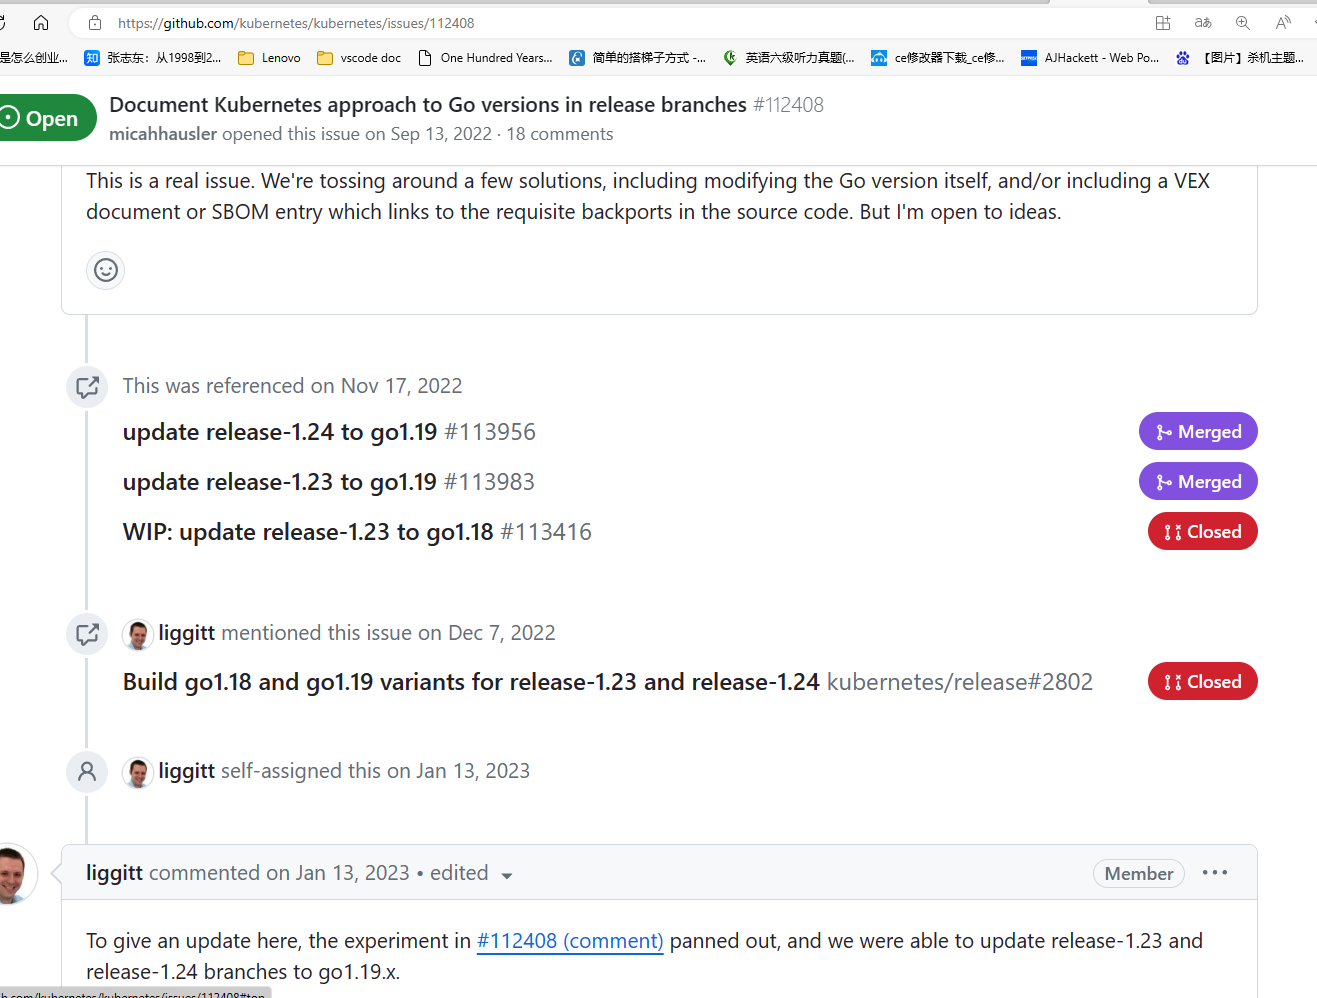 https://github.com/kubernetes/kubernetes/issues/112408
是怎么创业... 知 张志东：从1998到2... Lenovo vscode doc One Hundred Years... 简单的搭梯子方式 -... 英语六级听力真题(... ce修改器下载_ce修... AJHackett - Web Po... 【图片】杀机主题...
Open
Document Kubernetes approach to Go versions in release branches #112408
micahhausler opened this issue on Sep 13, 2022 · 18 comments
This is a real issue. We're tossing around a few solutions, including modifying the Go version itself, and/or including a VEX
document or SBOM entry which links to the requisite backports in the source code. But I'm open to ideas.
This was referenced on Nov 17, 2022
update release-1.24 to go1.19 #113956 Merged
update release-1.23 to go1.19 #113983 Merged
WIP: update release-1.23 to go1.18 #113416 Closed
liggitt mentioned this issue on Dec 7, 2022
Build go1.18 and go1.19 variants for release-1.23 and release-1.24 kubernetes/release#2802 Closed
liggitt self-assigned this on Jan 13, 2023
liggitt commented on Jan 13, 2023 • edited Member ...
To give an update here, the experiment in #112408 (comment) panned out, and we were able to update release-1.23 and
release-1.24 branches to go1.19.x.
b.com/kubernetes/kubernetes/issues/112408#top